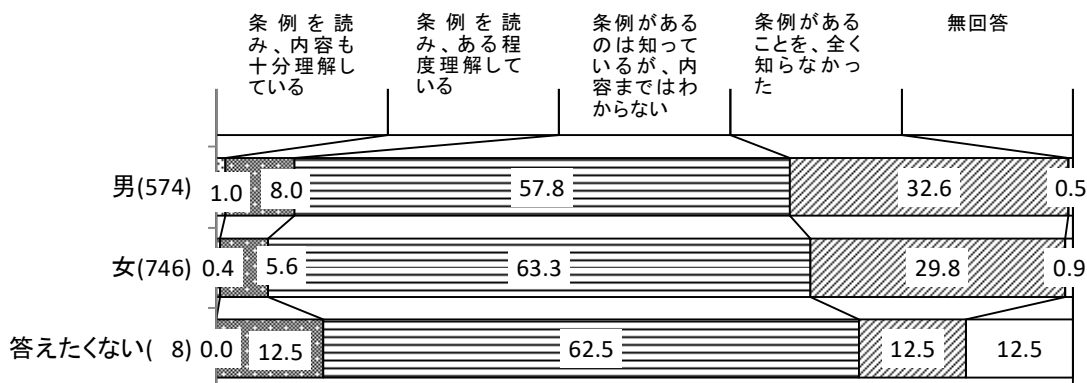 条例を読
み、内容も
十分理解し
ている
条例を読
み、ある程
度理解して
いる
条例がある
のは知って
いるが、内
容まではわ
からない
条例がある
ことを、全く
知らなかっ
た
無回答
男(574) 1.0 8.0 57.8 32.6 0.5
女(746) 0.4 5.6 63.3 29.8 0.9
答えたくない( 8) 0.0 12.5 62.5 12.5 12.5